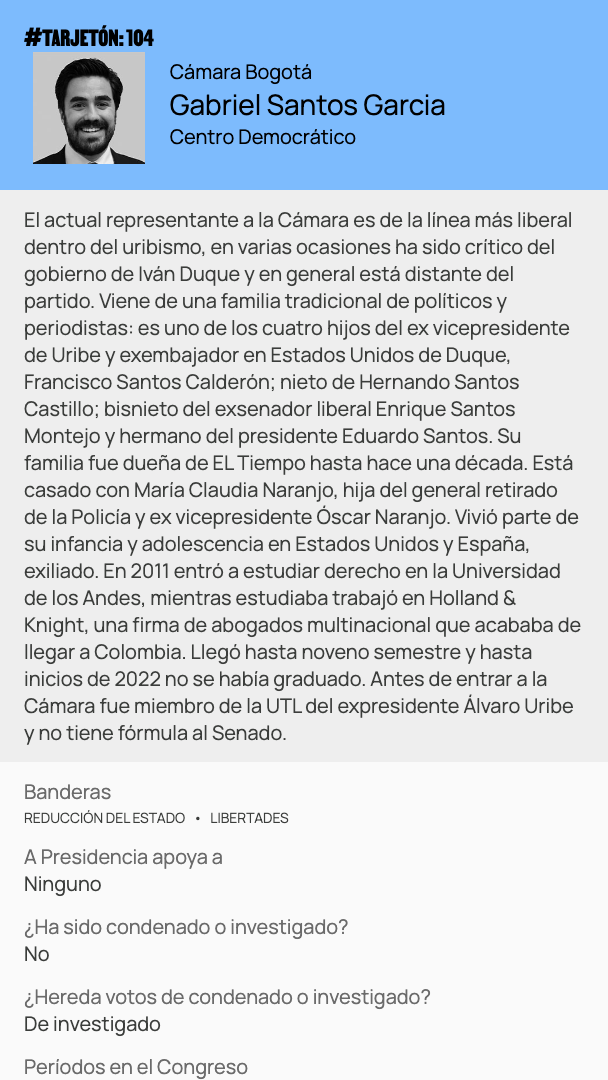 #TARJETÓN: 104
Cámara Bogotá
Gabriel Santos Garcia
Centro Democrático
El actual representante a la Cámara es de la línea más liberal
dentro del uribismo, en varias ocasiones ha sido crítico del
gobierno de Iván Duque y en general está distante del
partido. Viene de una familia tradicional de políticos y
periodistas: es uno de los cuatro hijos del ex vicepresidente
de Uribe y exembajador en Estados Unidos de Duque,
Francisco Santos Calderón; nieto de Hernando Santos
Castillo; bisnieto del exsenador liberal Enrique Santos
Montejo y hermano del presidente Eduardo Santos. Su
familia fue dueña de EL Tiempo hasta hace una década. Está
casado con María Claudia Naranjo, hija del general retirado
de la Policía y ex vicepresidente Óscar Naranjo. Vivió parte de
su infancia y adolescencia en Estados Unidos y España,
exiliado. En 2011 entró a estudiar derecho en la Universidad
de los Andes, mientras estudiaba trabajó en Holland &
Knight, una firma de abogados multinacional que acababa de
llegar a Colombia. Llegó hasta noveno semestre y hasta
inicios de 2022 no se había graduado. Antes de entrar a la
Cámara fue miembro de la UTL del expresidente Álvaro Uribe
y no tiene fórmula al Senado.
Banderas
REDUCCIÓN DEL ESTADO • LIBERTADES
A Presidencia apoya a
Ninguno
¿Ha sido condenado o investigado?
No
¿Hereda votos de condenado o investigado?
De investigado
Períodos en el Congreso